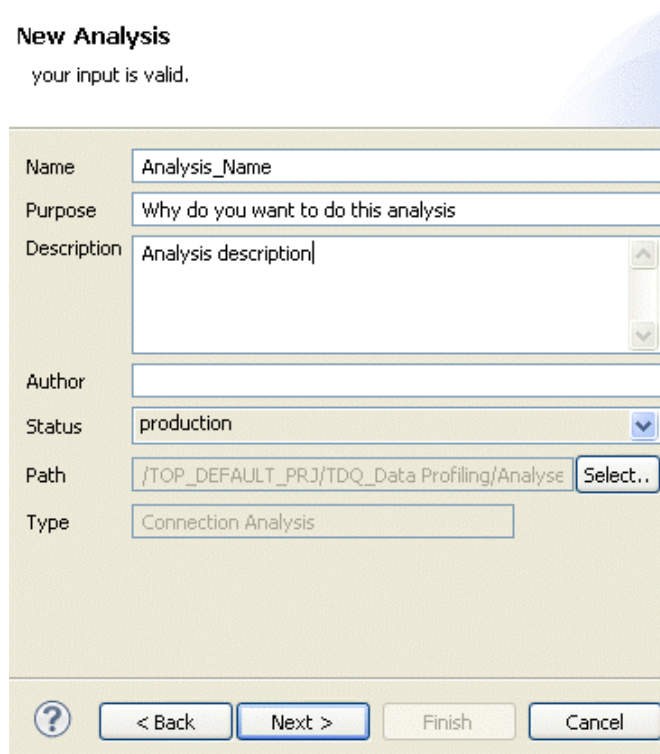 New Analysis
your input is valid.
Name Analysis_Name
Purpose Why do you want to do this analysis
Description Analysis description
Author
Status production
Path /TOP_DEFAULT_PRJ/TDQ_Data Profiling/Analyse Select..
Type Connection Analysis
? < Back Next > Finish Cancel